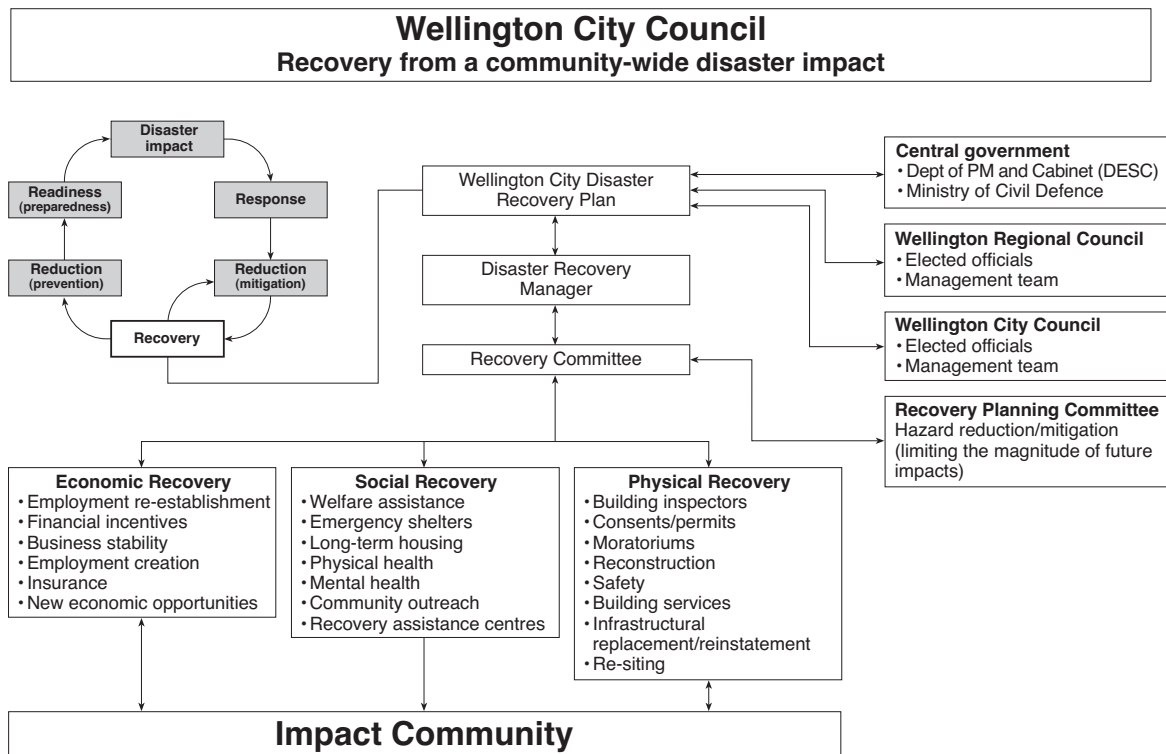 Wellington City Council
Recovery from a community-wide disaster impact
Disaster
impact
Readiness
(preparedness)
Response
Reduction
(prevention)
Reduction
(mitigation)
Recovery
Wellington City Disaster
Recovery Plan
Disaster Recovery
Manager
Recovery Committee
Central government
• Dept of PM and Cabinet (DESC)
• Ministry of Civil Defence
Wellington Regional Council
• Elected officials
• Management team
Wellington City Council
• Elected officials
• Management team
Recovery Planning Committee
Hazard reduction/mitigation
(limiting the magnitude of future
impacts)
Economic Recovery
• Employment re-establishment
• Financial incentives
• Business stability
• Employment creation
• Insurance
• New economic opportunities
Social Recovery
• Welfare assistance
• Emergency shelters
• Long-term housing
• Physical health
• Mental health
• Community outreach
• Recovery assistance centres
Physical Recovery
• Building inspectors
• Consents/permits
• Moratoriums
• Reconstruction
• Safety
• Building services
• Infrastructural
replacement/reinstatement
• Re-siting
Impact Community